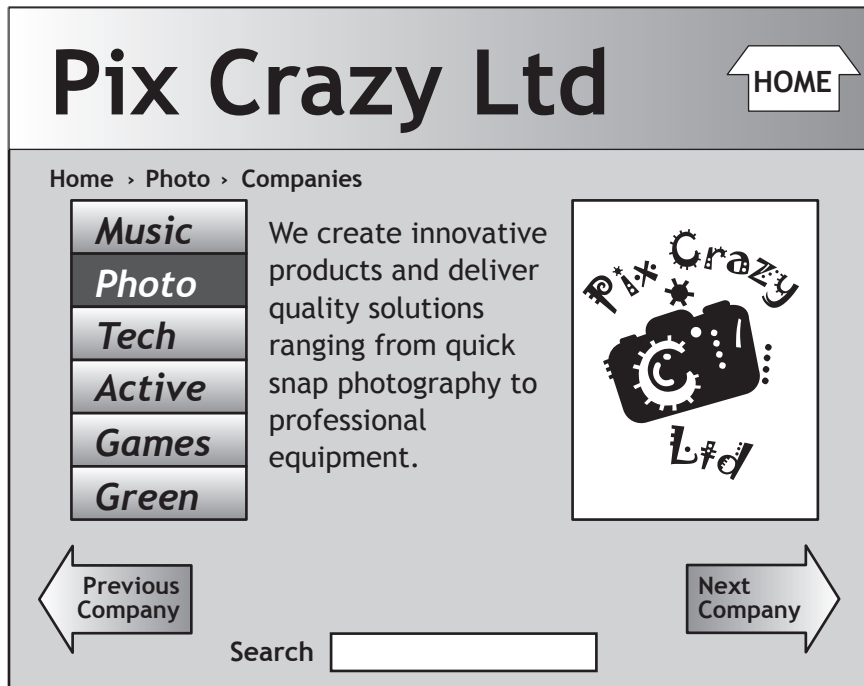 Pix Crazy Ltd
HOME
Home › Photo › Companies
Music
Photo
Tech
Active
Games
Green
We create innovative
products and deliver
quality solutions
ranging from quick
snap photography to
professional
equipment.
Pix Crazy
C
Ltd
Previous
Company
Next
Company
Search